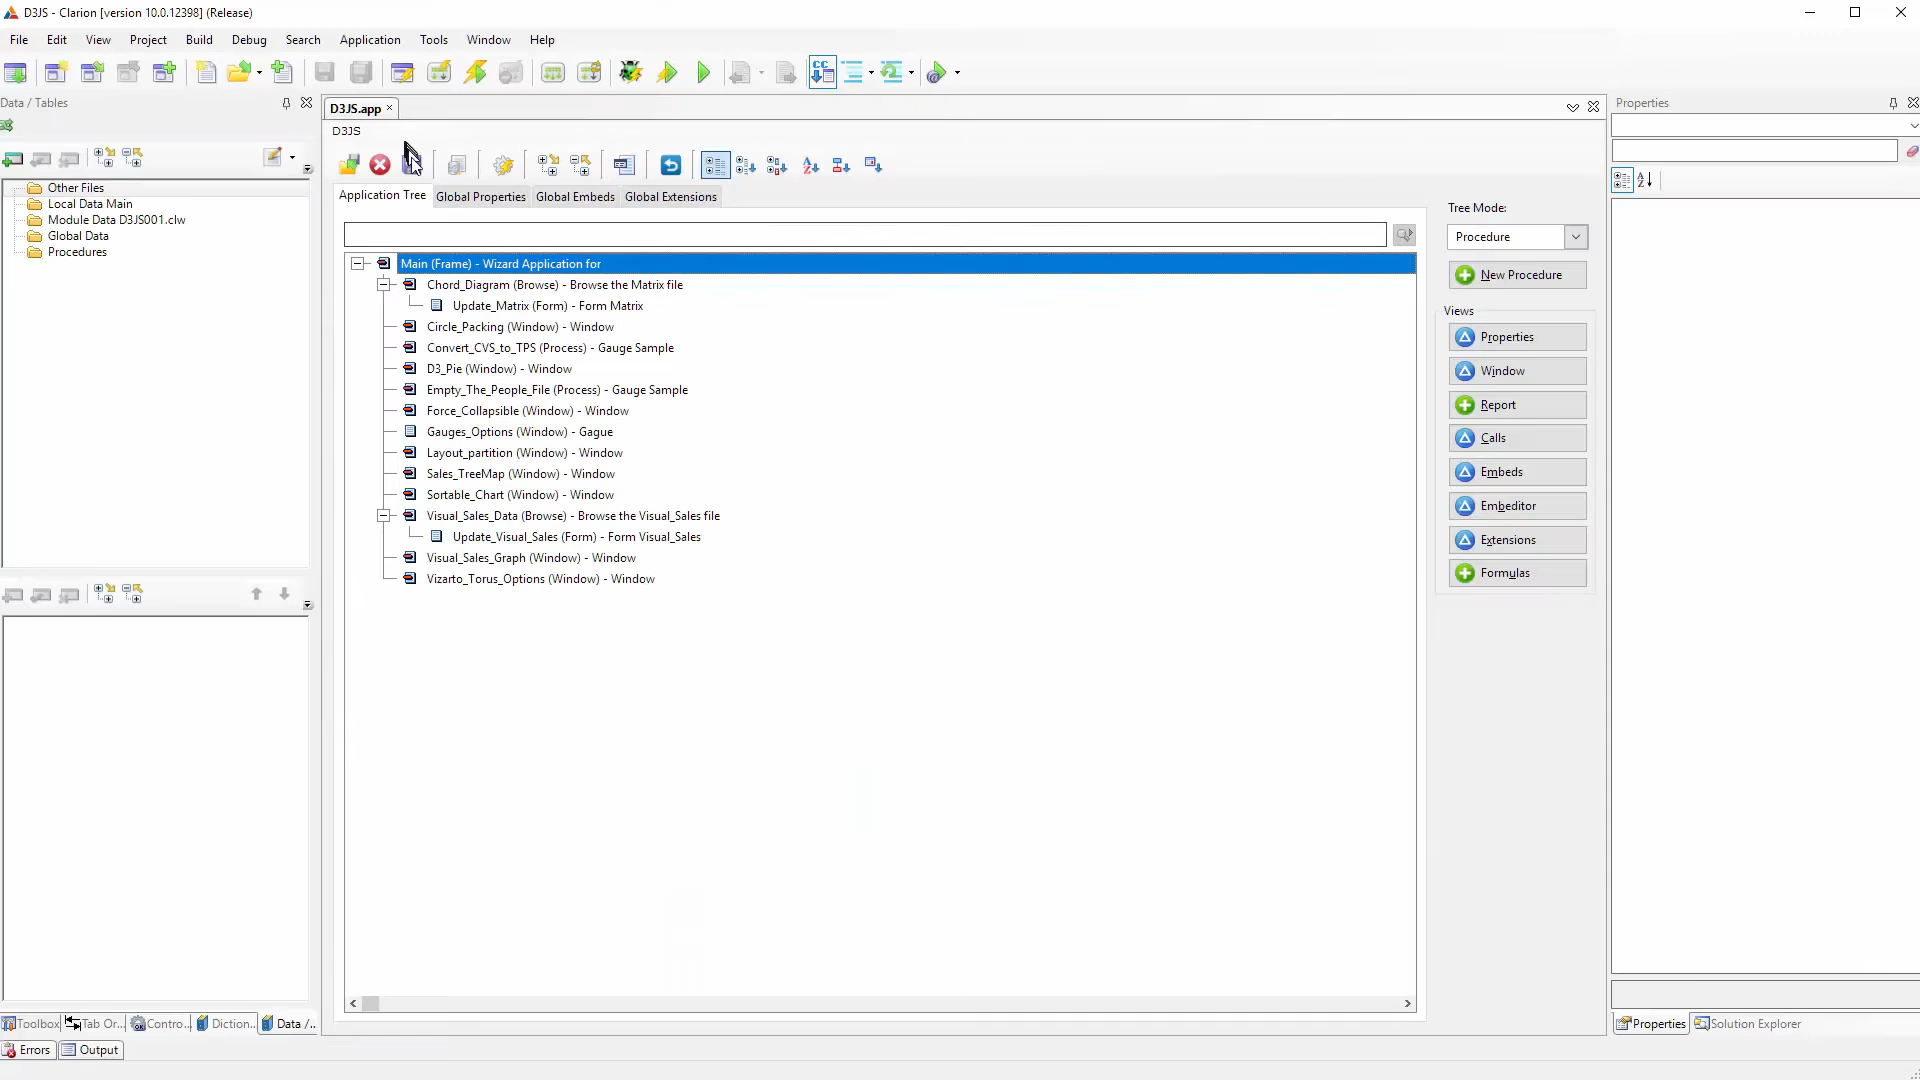 D3JS - Clarion [version 10.0.12398] (Release)
File Edit View Project Build Debug Search Application Tools Window Help
Data / Tables
Other Files
Local Data Main
Module Data D3JS001.clw
Global Data
Procedures
D3JS.app
D3JS
Application Tree Global Properties Global Embeds Global Extensions
Main (Frame) - Wizard Application for
Chord_Diagram (Browse) - Browse the Matrix file
Update_Matrix (Form) - Form Matrix
Circle_Packing (Window) - Window
Convert_CVS_to_TPS (Process) - Gauge Sample
D3_Pie (Window) - Window
Empty_The_People_File (Process) - Gauge Sample
Force_Collapsible (Window) - Window
Gauges_Options (Window) - Gague
Layout_partition (Window) - Window
Sales_TreeMap (Window) - Window
Sortable_Chart (Window) - Window
Visual_Sales_Data (Browse) - Browse the Visual_Sales file
Update_Visual_Sales (Form) - Form Visual_Sales
Visual_Sales_Graph (Window) - Window
Vizarto_Torus_Options (Window) - Window
Tree Mode:
Procedure
New Procedure
Views
Properties
Window
Report
Calls
Embeds
Embeditor
Extensions
Formulas
Properties
Toolbox Tab Or... Contro... Diction... Data /...
Properties Solution Explorer
Errors Output